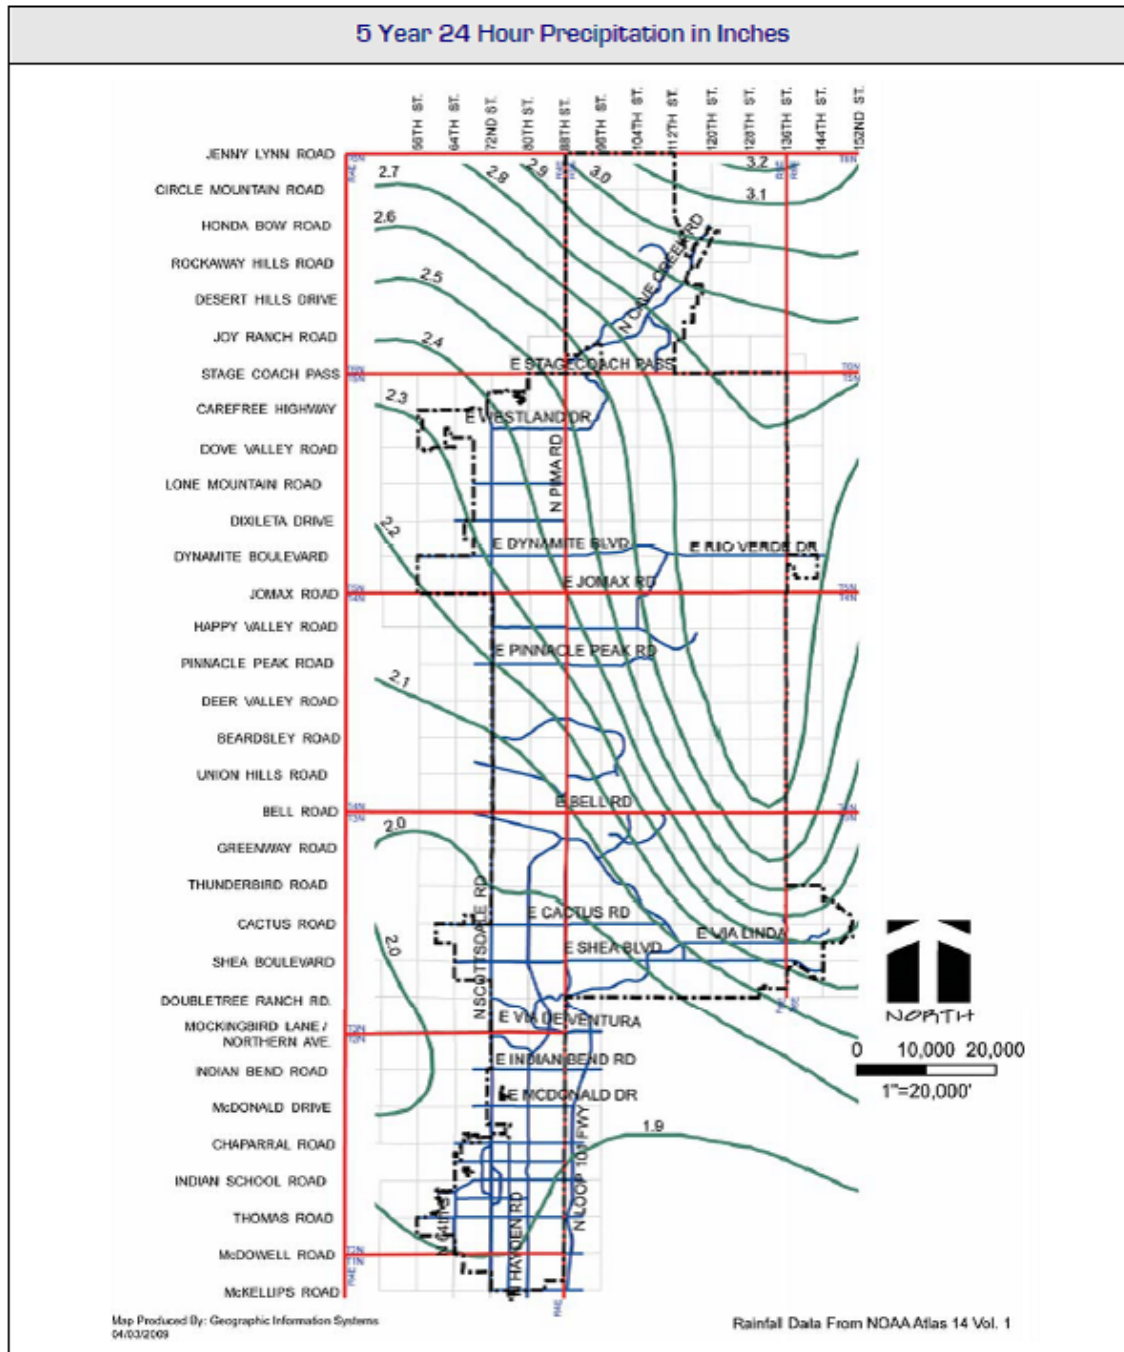 5 Year 24 Hour Precipitation in Inches
56TH ST.
64TH ST.
72ND ST.
80TH ST.
88TH ST.
96TH ST.
104TH ST.
112TH ST.
120TH ST.
128TH ST.
136TH ST.
144TH ST.
152ND ST.
JENNY LYNN ROAD
CIRCLE MOUNTAIN ROAD
HONDA BOW ROAD
ROCKAWAY HILLS ROAD
DESERT HILLS DRIVE
JOY RANCH ROAD
STAGE COACH PASS
CAREFREE HIGHWAY
DOVE VALLEY ROAD
LONE MOUNTAIN ROAD
DIXILETA DRIVE
DYNAMITE BOULEVARD
JOMAX ROAD
HAPPY VALLEY ROAD
PINNACLE PEAK ROAD
DEER VALLEY ROAD
BEARDSLEY ROAD
UNION HILLS ROAD
BELL ROAD
GREENWAY ROAD
THUNDERBIRD ROAD
CACTUS ROAD
SHEA BOULEVARD
DOUBLETREE RANCH RD.
MOCKINGBIRD LANE /
NORTHERN AVE.
INDIAN BEND ROAD
McDONALD DRIVE
CHAPARRAL ROAD
INDIAN SCHOOL ROAD
THOMAS ROAD
McDOWELL ROAD
McKELLIPS ROAD
2.7
2.8
2.9
3.0
3.2
3.1
2.6
2.5
2.4
2.3
2.2
2.1
2.0
2.0
1.9
N CAVE CREEK RD
E STAGECOACH PASS
E WESTLAND DR
N PIMA RD
E DYNAMITE BLVD
E RIO VERDE DR
E JOMAX RD
E PINNACLE PEAK RD
E BELL RD
N SCOTTSDALE RD
E CACTUS RD
E VIA LINDA
E SHEA BLVD
E VIA DE VENTURA
E INDIAN BEND RD
E MCDONALD DR
N LOOP 101 FWY
N HAYDEN RD
NORTH
0 10,000 20,000
1"=20,000'
Map Produced By: Geographic Information Systems
04/03/2009
Rainfall Data From NOAA Atlas 14 Vol. 1